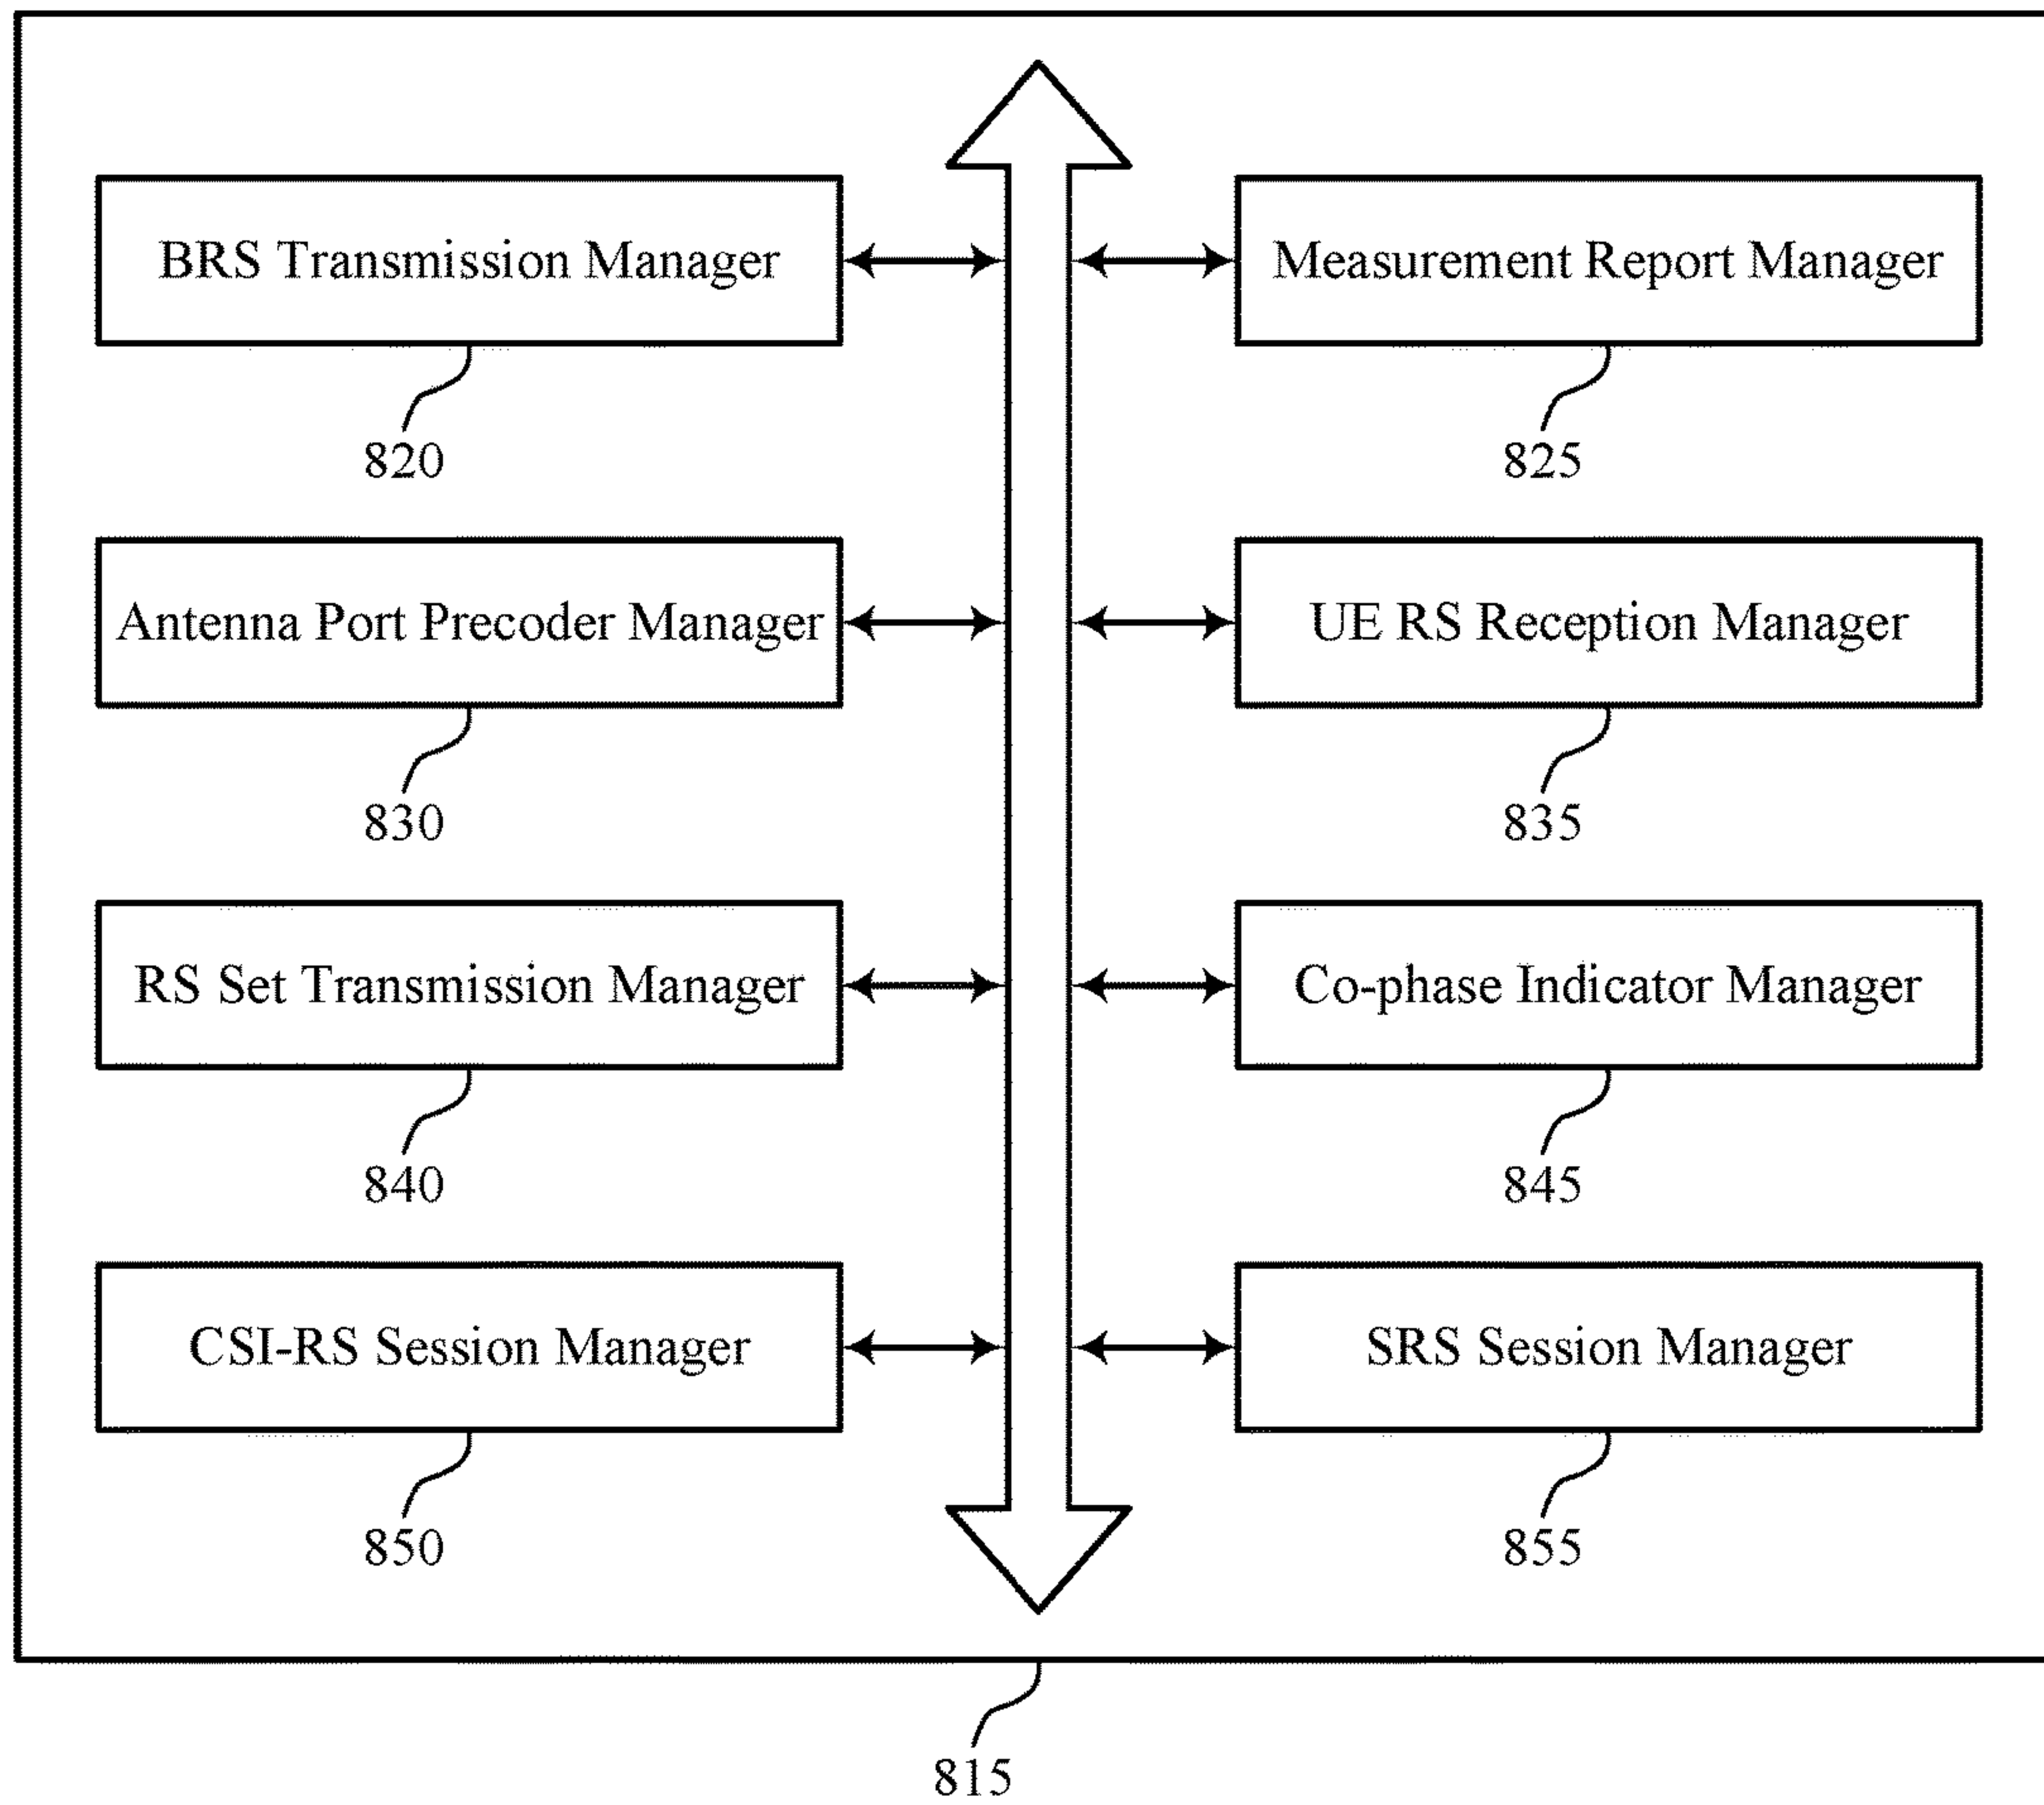 BRS Transmission Manager
Measurement Report Manager
820
825
Antenna Port Precoder Manager
UE RS Reception Manager
830
835
RS Set Transmission Manager
Co-phase Indicator Manager
840
845
CSI-RS Session Manager
SRS Session Manager
850
855
815